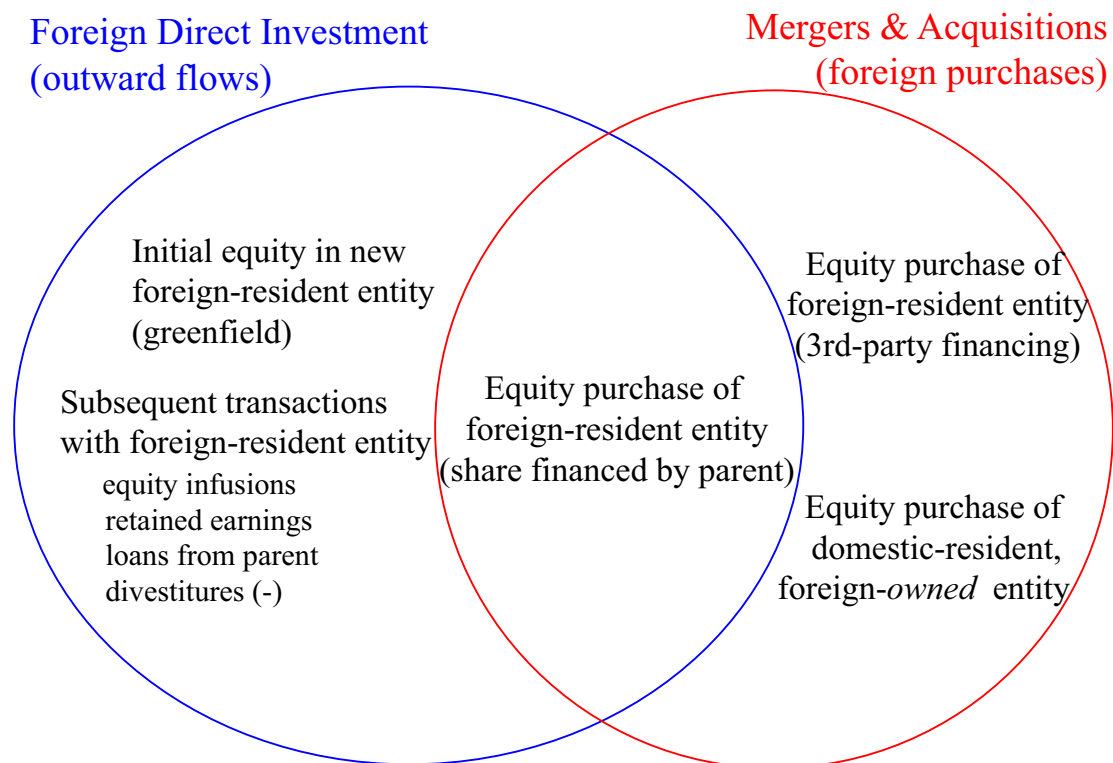 Foreign Direct Investment
(outward flows)
Mergers & Acquisitions
(foreign purchases)
Initial equity in new
foreign-resident entity
(greenfield)
Subsequent transactions
with foreign-resident entity
equity infusions
retained earnings
loans from parent
divestitures (-)
Equity purchase of
foreign-resident entity
(share financed by parent)
Equity purchase of
foreign-resident entity
(3rd-party financing)
Equity purchase of
domestic-resident,
foreign-owned entity